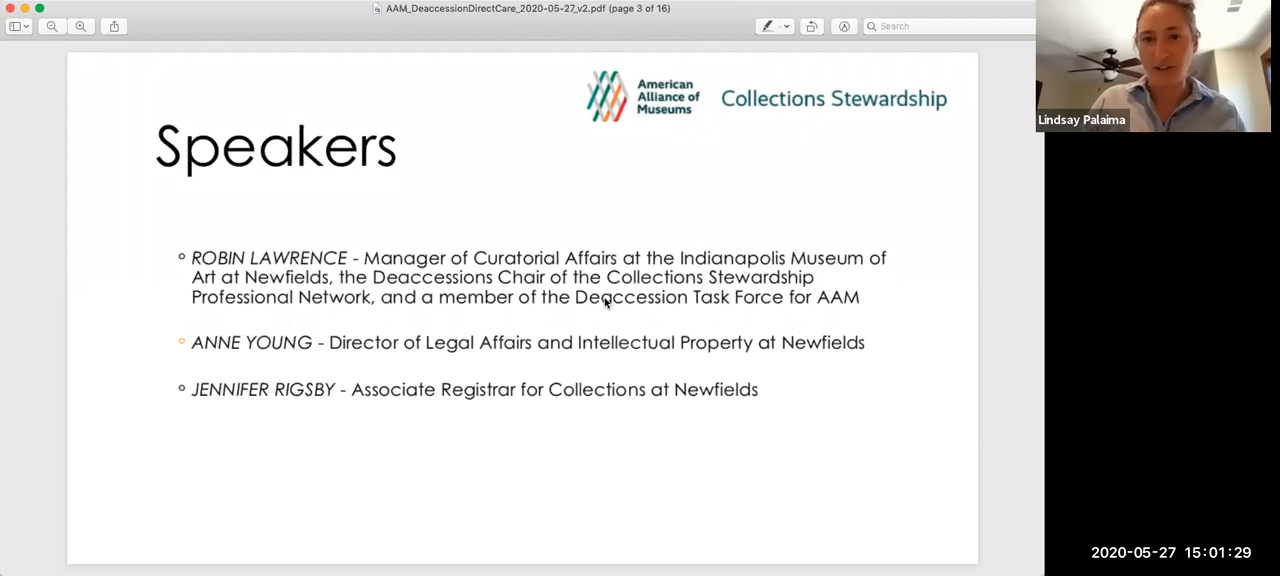 AAM_DeaccessionDirectCare_2020-05-27_v2.pdf (page 3 of 16)
Search
American
Alliance of
Museums
Collections Stewardship
Speakers
ROBIN LAWRENCE - Manager of Curatorial Affairs at the Indianapolis Museum of
Art at Newfields, the Deaccessions Chair of the Collections Stewardship
Professional Network, and a member of the Deaccession Task Force for AAM
ANNE YOUNG - Director of Legal Affairs and Intellectual Property at Newfields
JENNIFER RIGSBY - Associate Registrar for Collections at Newfields
Lindsay Palaima
2020-05-27 15:01:29